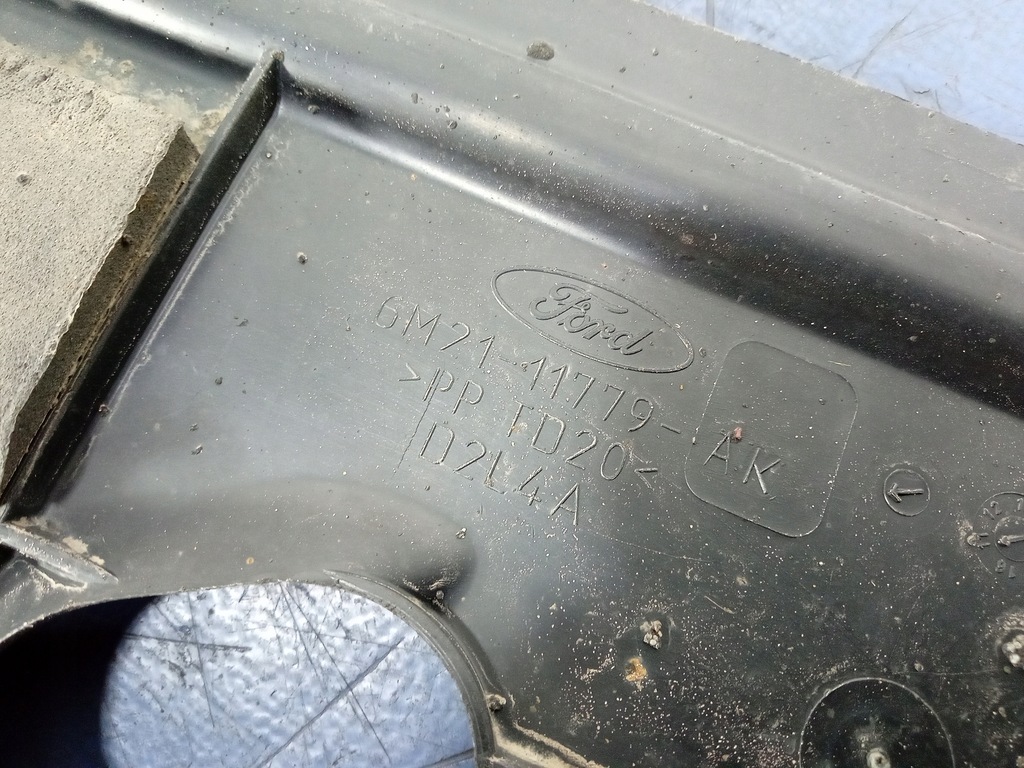 Ford
6M21-11779-AK
>PP TD20<
D2L4A